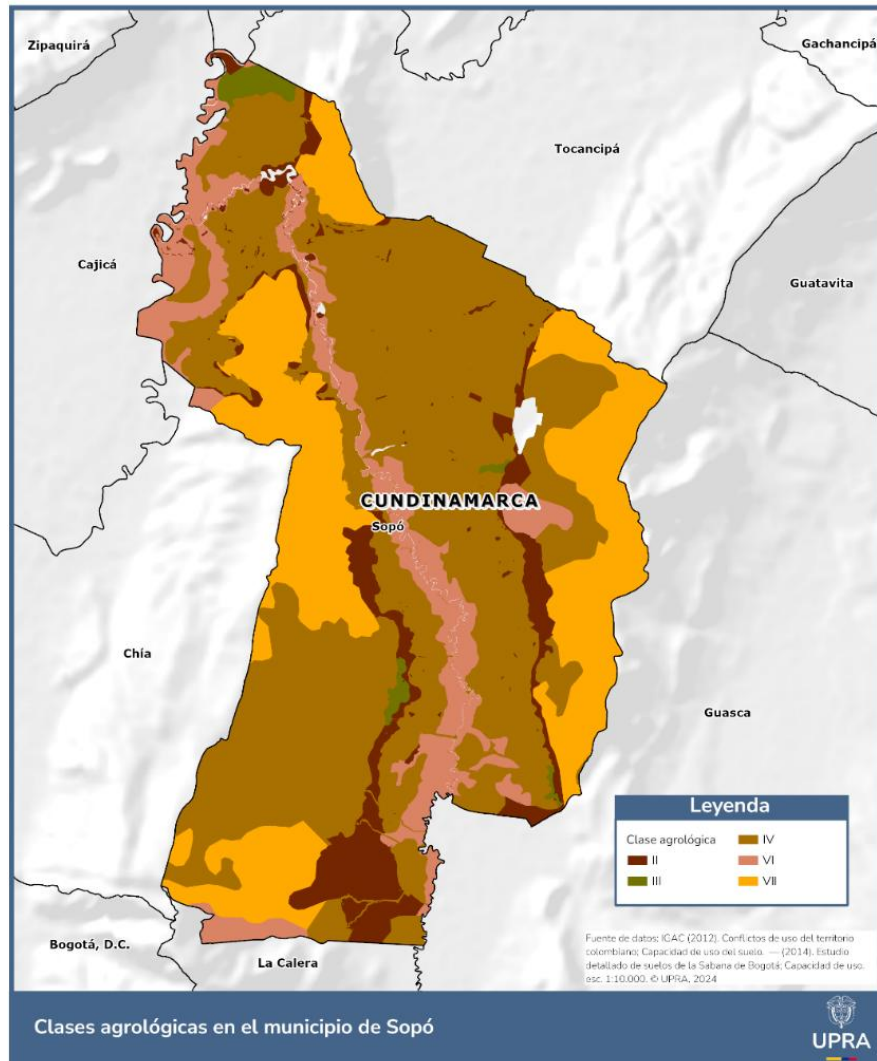 Zipaquirá
Gachancipá
Tocancipá
Cajicá
Guatavita
CUNDINAMARCA
Sopó
Chía
Guasca
Bogotá, D.C.
La Calera
Leyenda
Clase agrológica
II
III
IV
VI
VII
Fuente de datos: IGAC (2012). Conflictos de uso del territorio
colombiano; Capacidad de uso del suelo. — (2014). Estudio
detallado de suelos de la Sabana de Bogotá; Capacidad de uso.
esc. 1:10.000. © UPRA, 2024
Clases agrológicas en el municipio de Sopó
UPRA